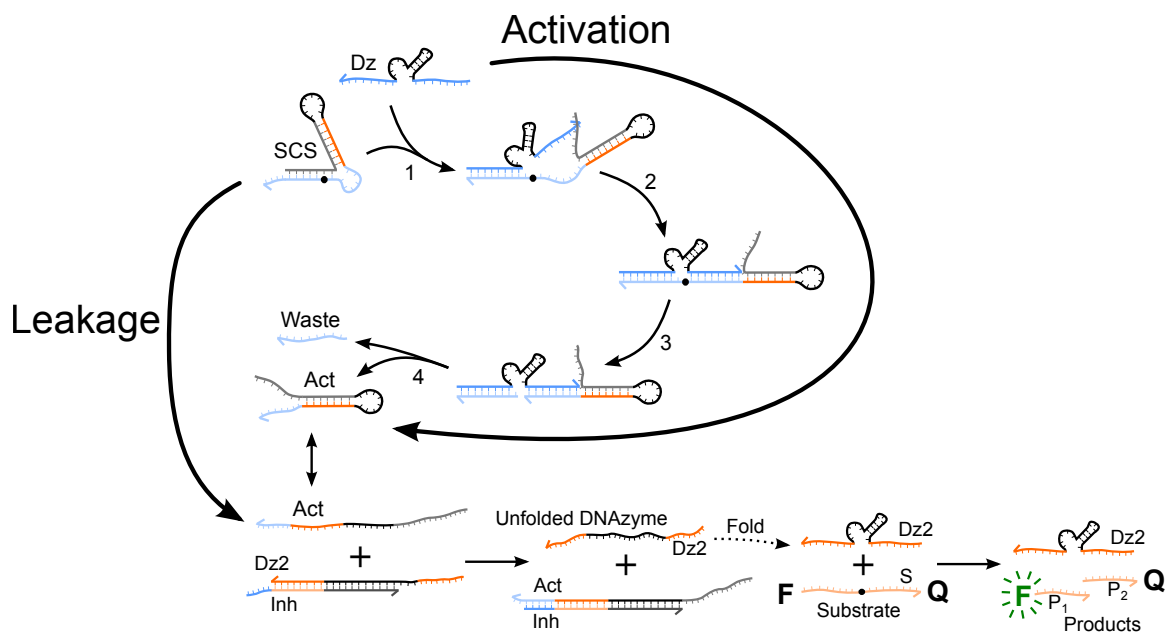 Activation
Dz
SCS
1
2
Leakage
3
Waste
4
Act
Act
Unfolded DNAzyme
Fold
Dz2
Dz2
Dz2
Dz2
Inh
Act
Inh
F
S
Q
Substrate
F
P1
P2
Q
Products